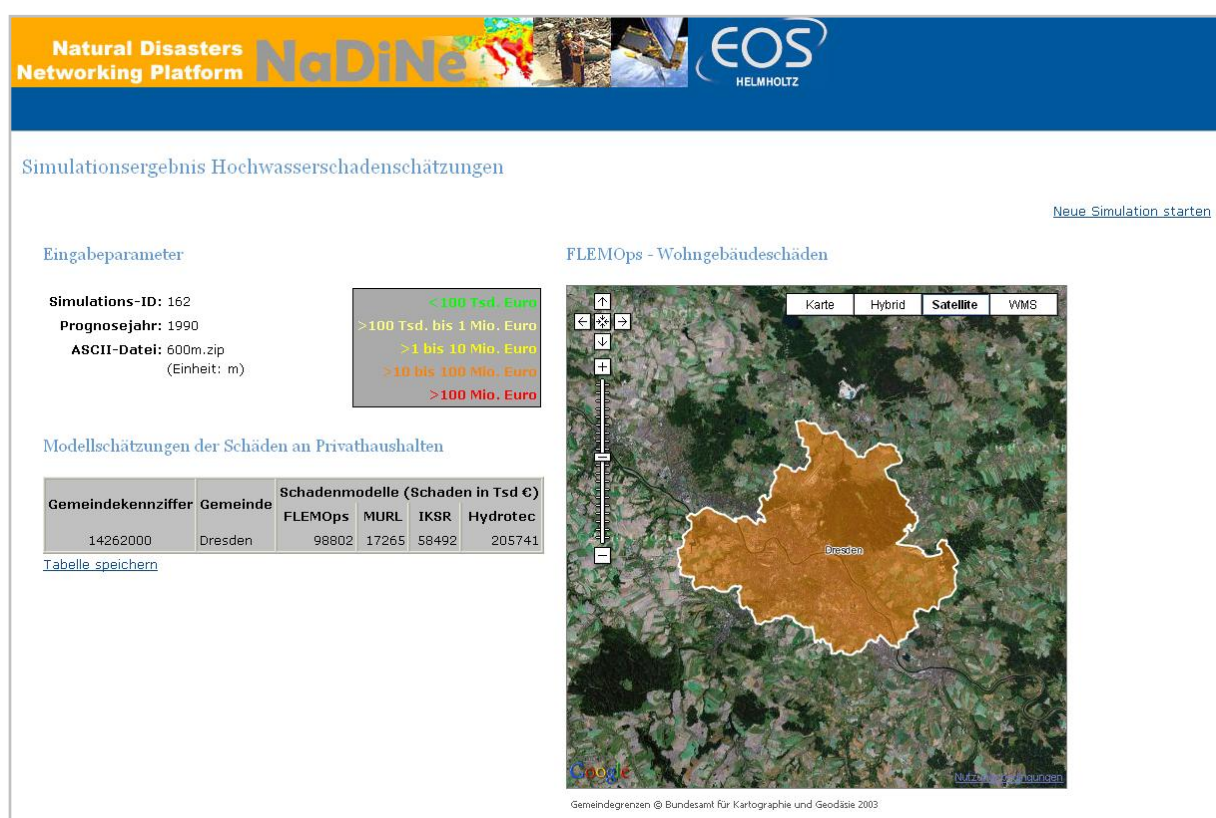 Natural Disasters
Networking Platform
NaDiNe
EOS
HELMHOLTZ
Simulationsergebnis Hochwasserschadenschätzungen
Neue Simulation starten
Eingabeparameter
Simulations-ID: 162
Prognosejahr: 1990
ASCII-Datei: 600m.zip
(Einheit: m)
<100 Tsd. Euro
>100 Tsd. bis 1 Mio. Euro
>1 bis 10 Mio. Euro
>10 bis 100 Mio. Euro
>100 Mio. Euro
Modellschätzungen der Schäden an Privathaushalten
Gemeindekennziffer Gemeinde Schadenmodelle (Schaden in Tsd €)
FLEMOps MURL IKSR Hydrotec
14262000 Dresden 98802 17265 58492 205741
Tabelle speichern
FLEMOps - Wohngebäudeschäden
Karte Hybrid Satellite WMS
Dresden
Google
Nutzungsbedingungen
Gemeindegrenzen © Bundesamt für Kartographie und Geodäsie 2003